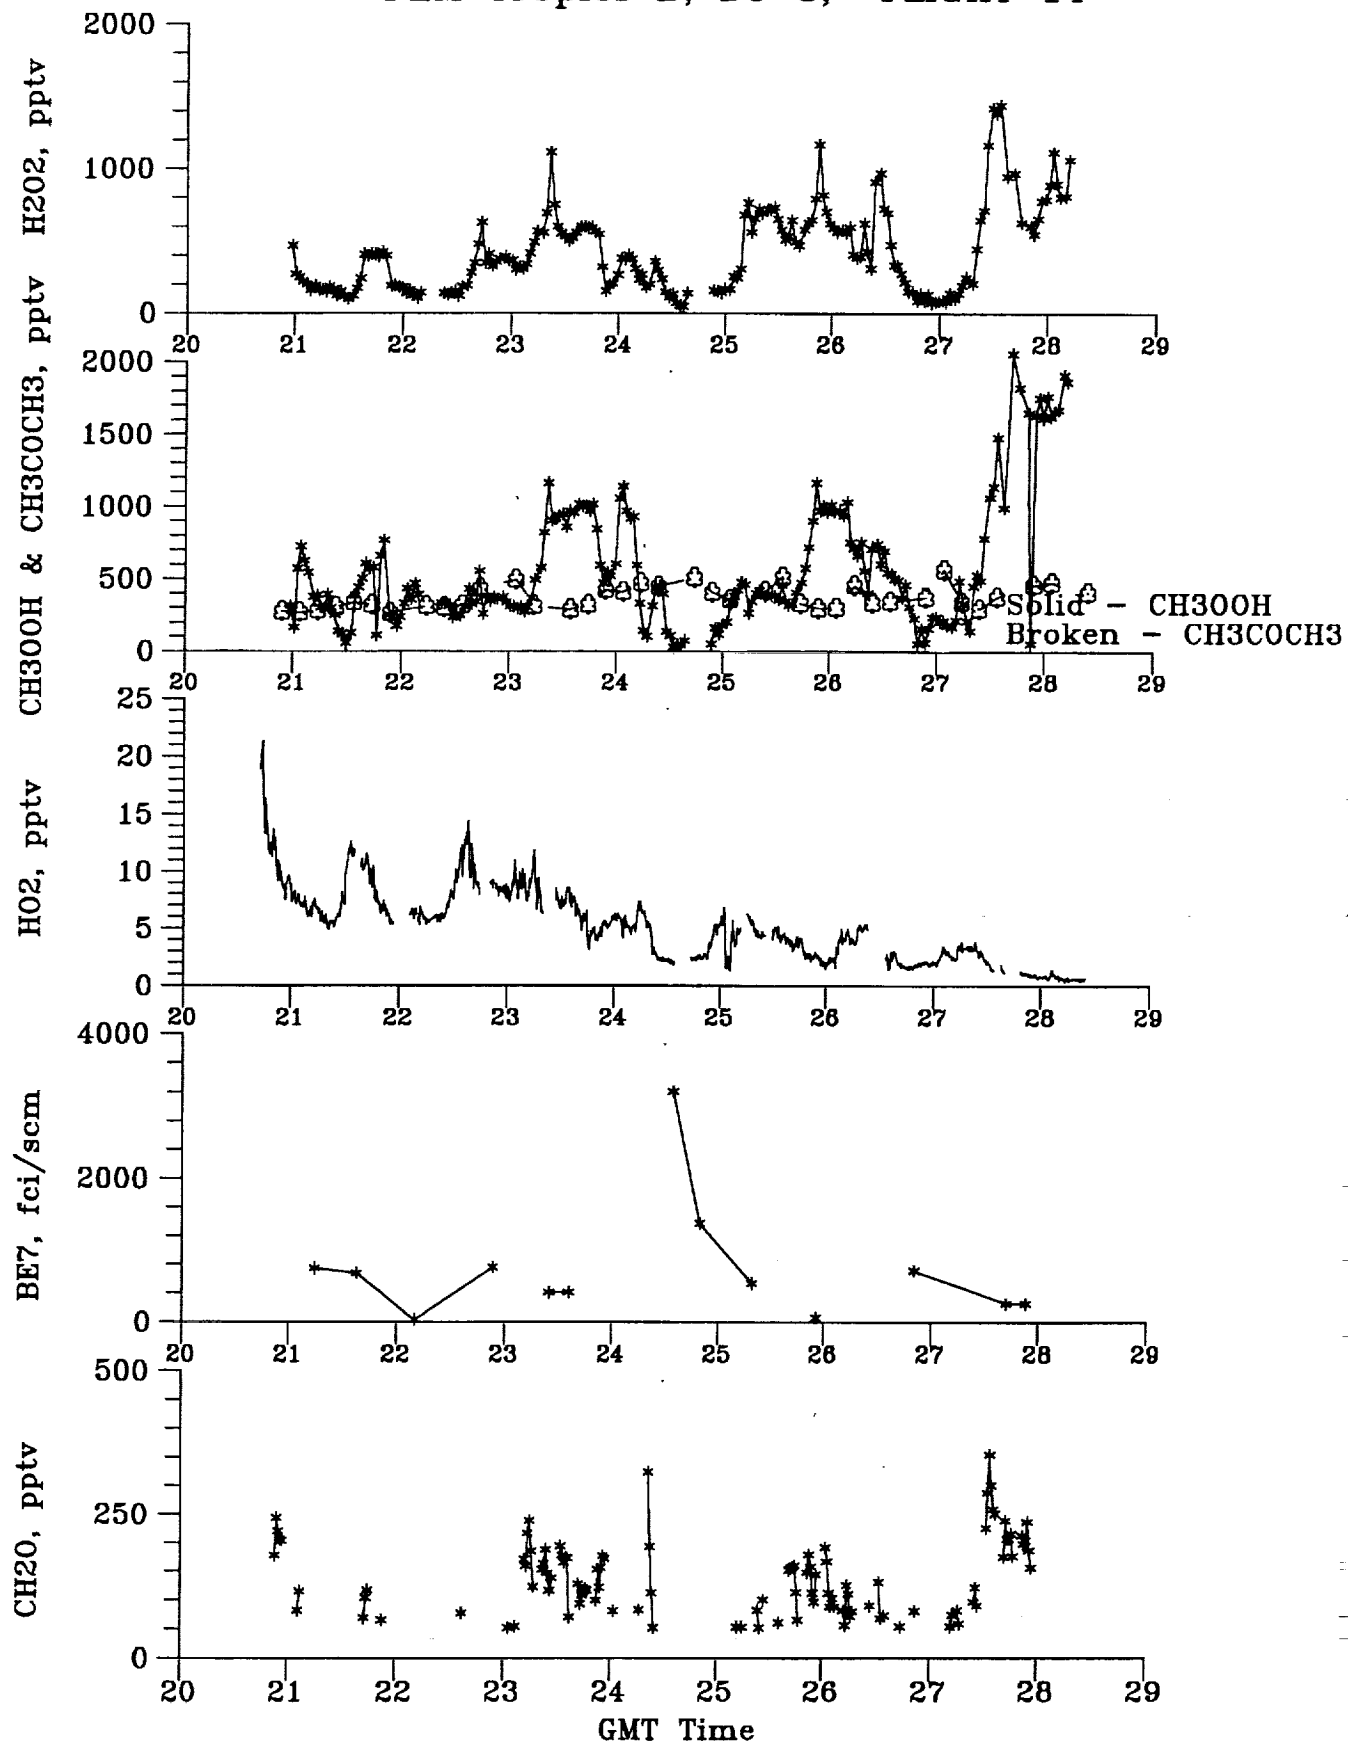 2000
1000
0
H2O2, pptv
20 21 22 23 24 25 26 27 28 29
2000
1500
1000
500
0
CH3OOH & CH3COCH3, pptv
Solid - CH3OOH
Broken - CH3COCH3
20 21 22 23 24 25 26 27 28 29
25
20
15
10
5
0
HO2, pptv
20 21 22 23 24 25 26 27 28 29
4000
2000
0
BE7, fci/scm
20 21 22 23 24 25 26 27 28 29
500
250
0
CH2O, pptv
20 21 22 23 24 25 26 27 28 29
GMT Time